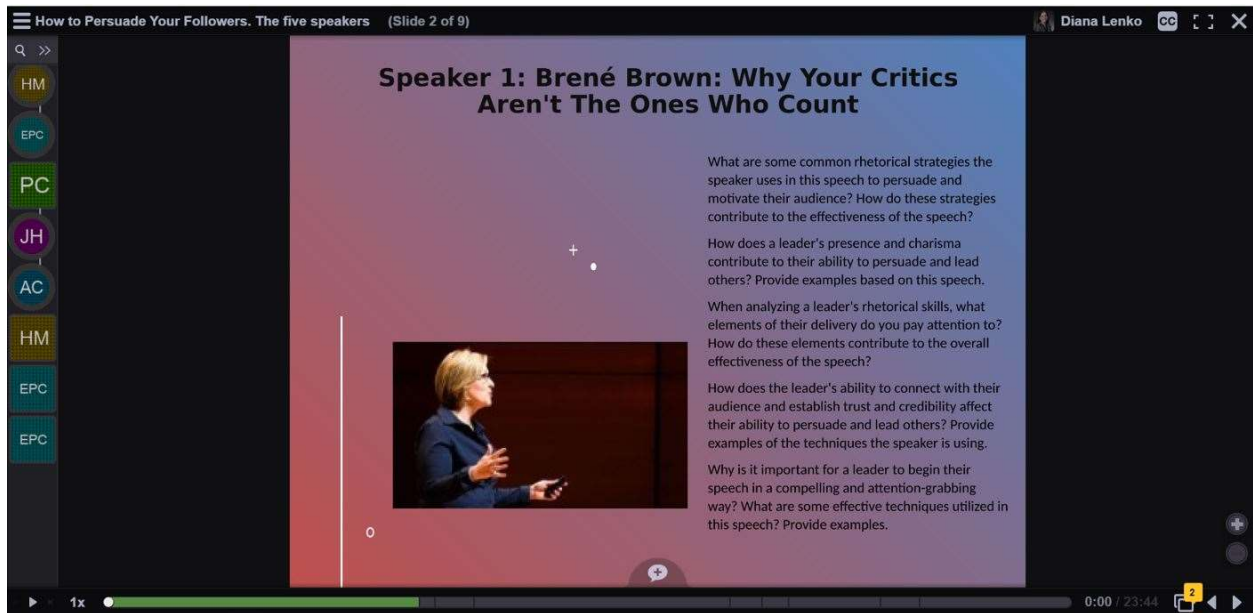 How to Persuade Your Followers. The five speakers (Slide 2 of 9)
Diana Lenko CC
HM
EPC
PC
JH
AC
HM
EPC
EPC
Speaker 1: Brené Brown: Why Your Critics
Aren't The Ones Who Count
What are some common rhetorical strategies the
speaker uses in this speech to persuade and
motivate their audience? How do these strategies
contribute to the effectiveness of the speech?
How does a leader's presence and charisma
contribute to their ability to persuade and lead
others? Provide examples based on this speech.
When analyzing a leader's rhetorical skills, what
elements of their delivery do you pay attention to?
How do these elements contribute to the overall
effectiveness of the speech?
How does the leader's ability to connect with their
audience and establish trust and credibility affect
their ability to persuade and lead others? Provide
examples of the techniques the speaker is using.
Why is it important for a leader to begin their
speech in a compelling and attention-grabbing
way? What are some effective techniques utilized in
this speech? Provide examples.
1x
0:00 / 23:44
2